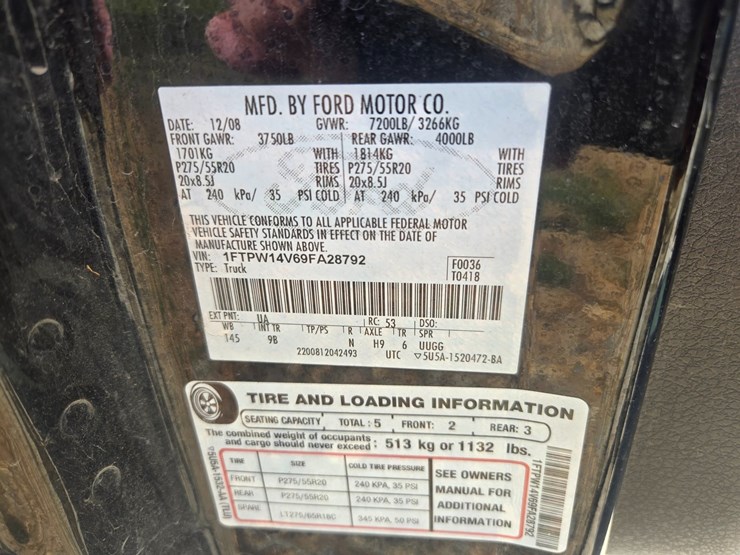 MFD. BY FORD MOTOR CO.
DATE: 12/08 GVWR: 7200LB/ 3266KG
FRONT GAWR: 3750LB REAR GAWR: 4000LB
1701KG WITH 1814KG WITH
P275/55R20 TIRES P275/55R20 TIRES
20x8.5J RIMS 20x8.5J RIMS
AT 240 kPa/ 35 PSI COLD AT 240 kPa/ 35 PSI COLD
THIS VEHICLE CONFORMS TO ALL APPLICABLE FEDERAL MOTOR
VEHICLE SAFETY STANDARDS IN EFFECT ON THE DATE OF
MANUFACTURE SHOWN ABOVE.
VIN: 1FTPW14V69FA28792
TYPE: Truck
F0036
T0418
EXT PNT: UA RC: 53 DSO:
WB INT TR TP/PS R AXLE TR SPR
145 9B N H9 6 UUGG
2200812042493 UTC ▽5U5A-1520472-BA
TIRE AND LOADING INFORMATION
SEATING CAPACITY TOTAL: 5 FRONT: 2 REAR: 3
The combined weight of occupants
and cargo should never exceed: 513 kg or 1132 lbs.
TIRE SIZE COLD TIRE PRESSURE
FRONT P275/55R20 240 KPA, 35 PSI
REAR P275/55R20 240 KPA, 35 PSI
SPARE LT275/65R18C 345 KPA, 50 PSI
SEE OWNERS
MANUAL FOR
ADDITIONAL
INFORMATION
1FTPW14V69FA28792